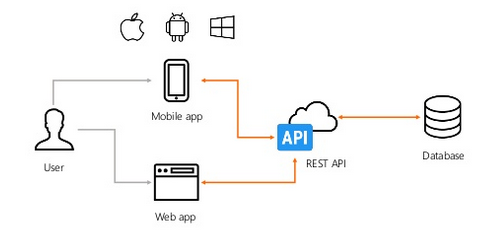 Mobile app
API
User
REST API
Database
Web app